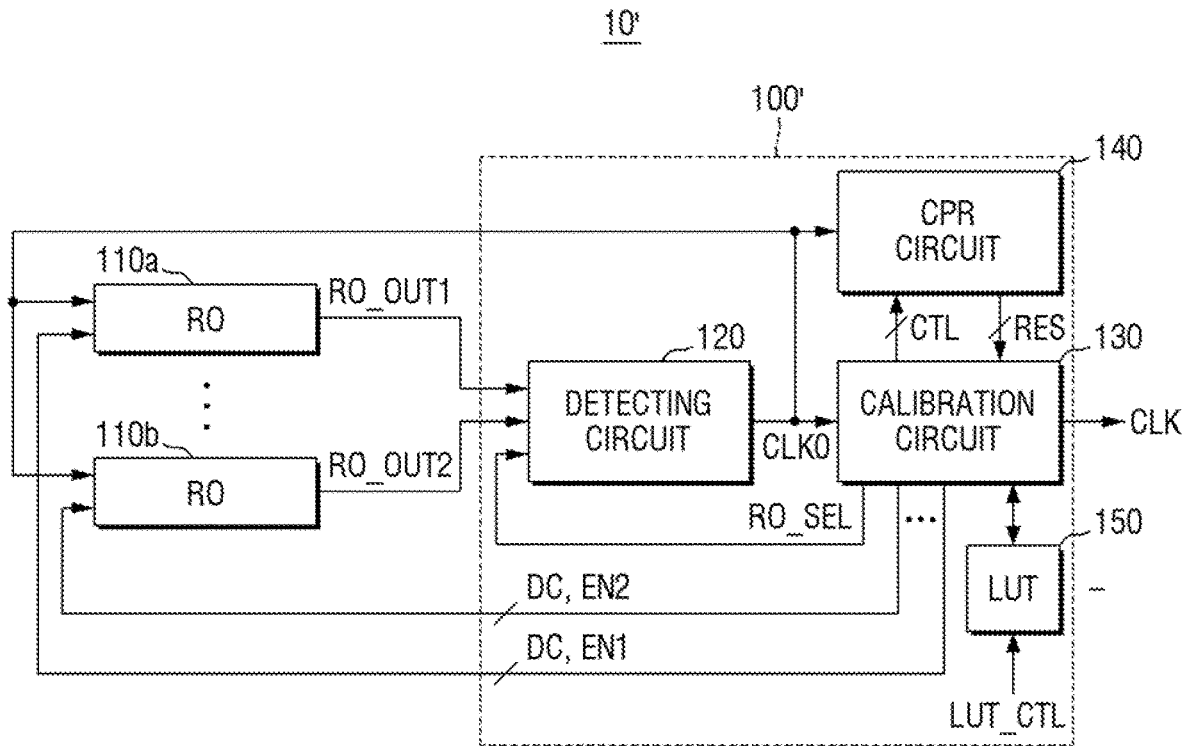 10'
100'
140
CPR
CIRCUIT
110a
RO
RO_OUT1
CTL
RES
120
130
DETECTING
CIRCUIT
CALIBRATION
CIRCUIT
CLK0
CLK
110b
RO
RO_OUT2
RO_SEL
150
LUT
DC, EN2
DC, EN1
LUT_CTL